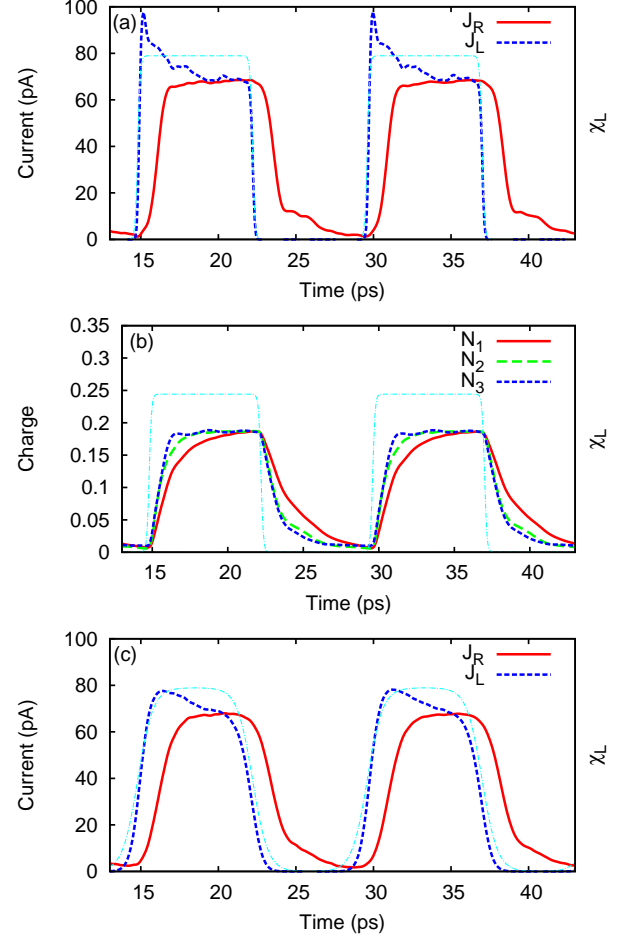 (a)
J_R
J_L
100
80
60
40
20
0
Current (pA)
χ_L
15 20 25 30 35 40
Time (ps)
(b)
N_1
N_2
N_3
0.35
0.3
0.25
0.2
0.15
0.1
0.05
0
Charge
χ_L
15 20 25 30 35 40
Time (ps)
(c)
J_R
J_L
100
80
60
40
20
0
Current (pA)
χ_L
15 20 25 30 35 40
Time (ps)